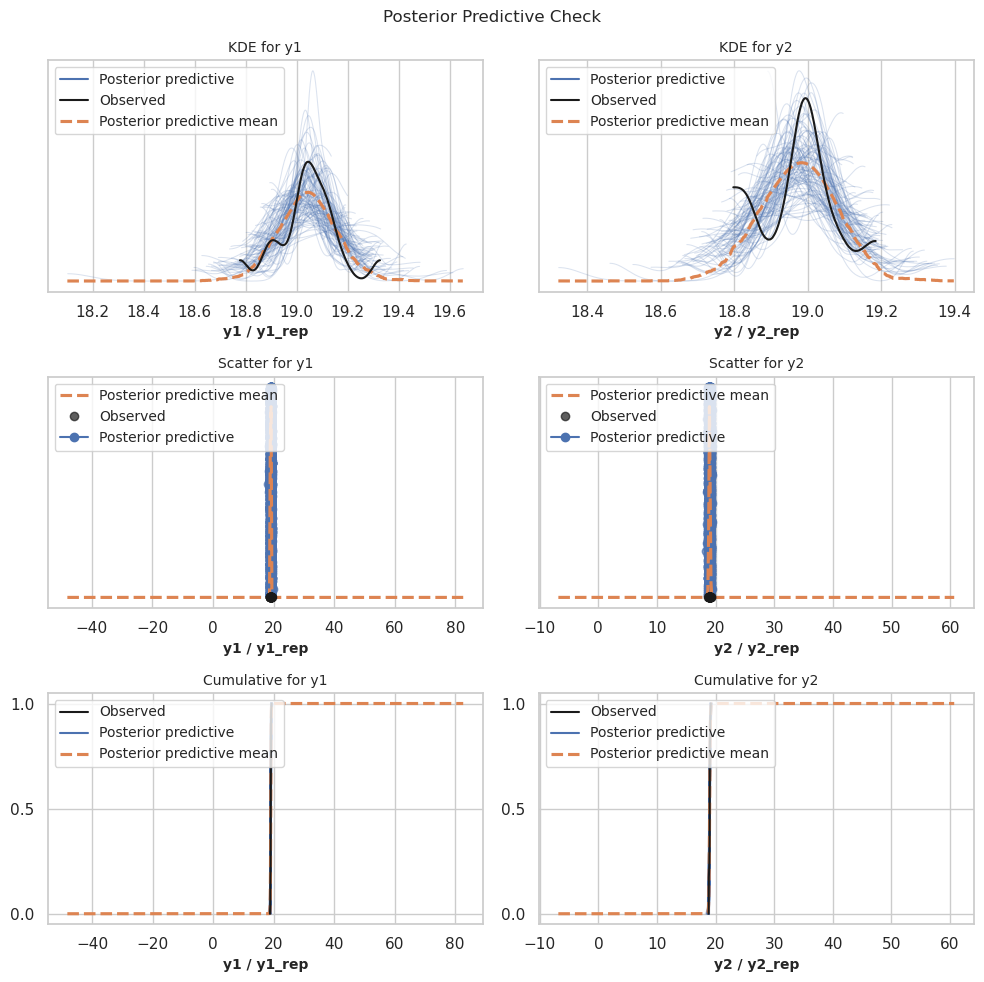 Posterior Predictive Check
KDE for y1
Posterior predictive
Observed
Posterior predictive mean
18.2 18.4 18.6 18.8 19.0 19.2 19.4 19.6
y1 / y1_rep
KDE for y2
Posterior predictive
Observed
Posterior predictive mean
18.4 18.6 18.8 19.0 19.2 19.4
y2 / y2_rep
Scatter for y1
Posterior predictive mean
Observed
Posterior predictive
−40 −20 0 20 40 60 80
y1 / y1_rep
Scatter for y2
Posterior predictive mean
Observed
Posterior predictive
−10 0 10 20 30 40 50 60
y2 / y2_rep
Cumulative for y1
1.0
Observed
Posterior predictive
Posterior predictive mean
0.5
0.0
−40 −20 0 20 40 60 80
y1 / y1_rep
Cumulative for y2
1.0
Observed
Posterior predictive
Posterior predictive mean
0.5
0.0
−10 0 10 20 30 40 50 60
y2 / y2_rep